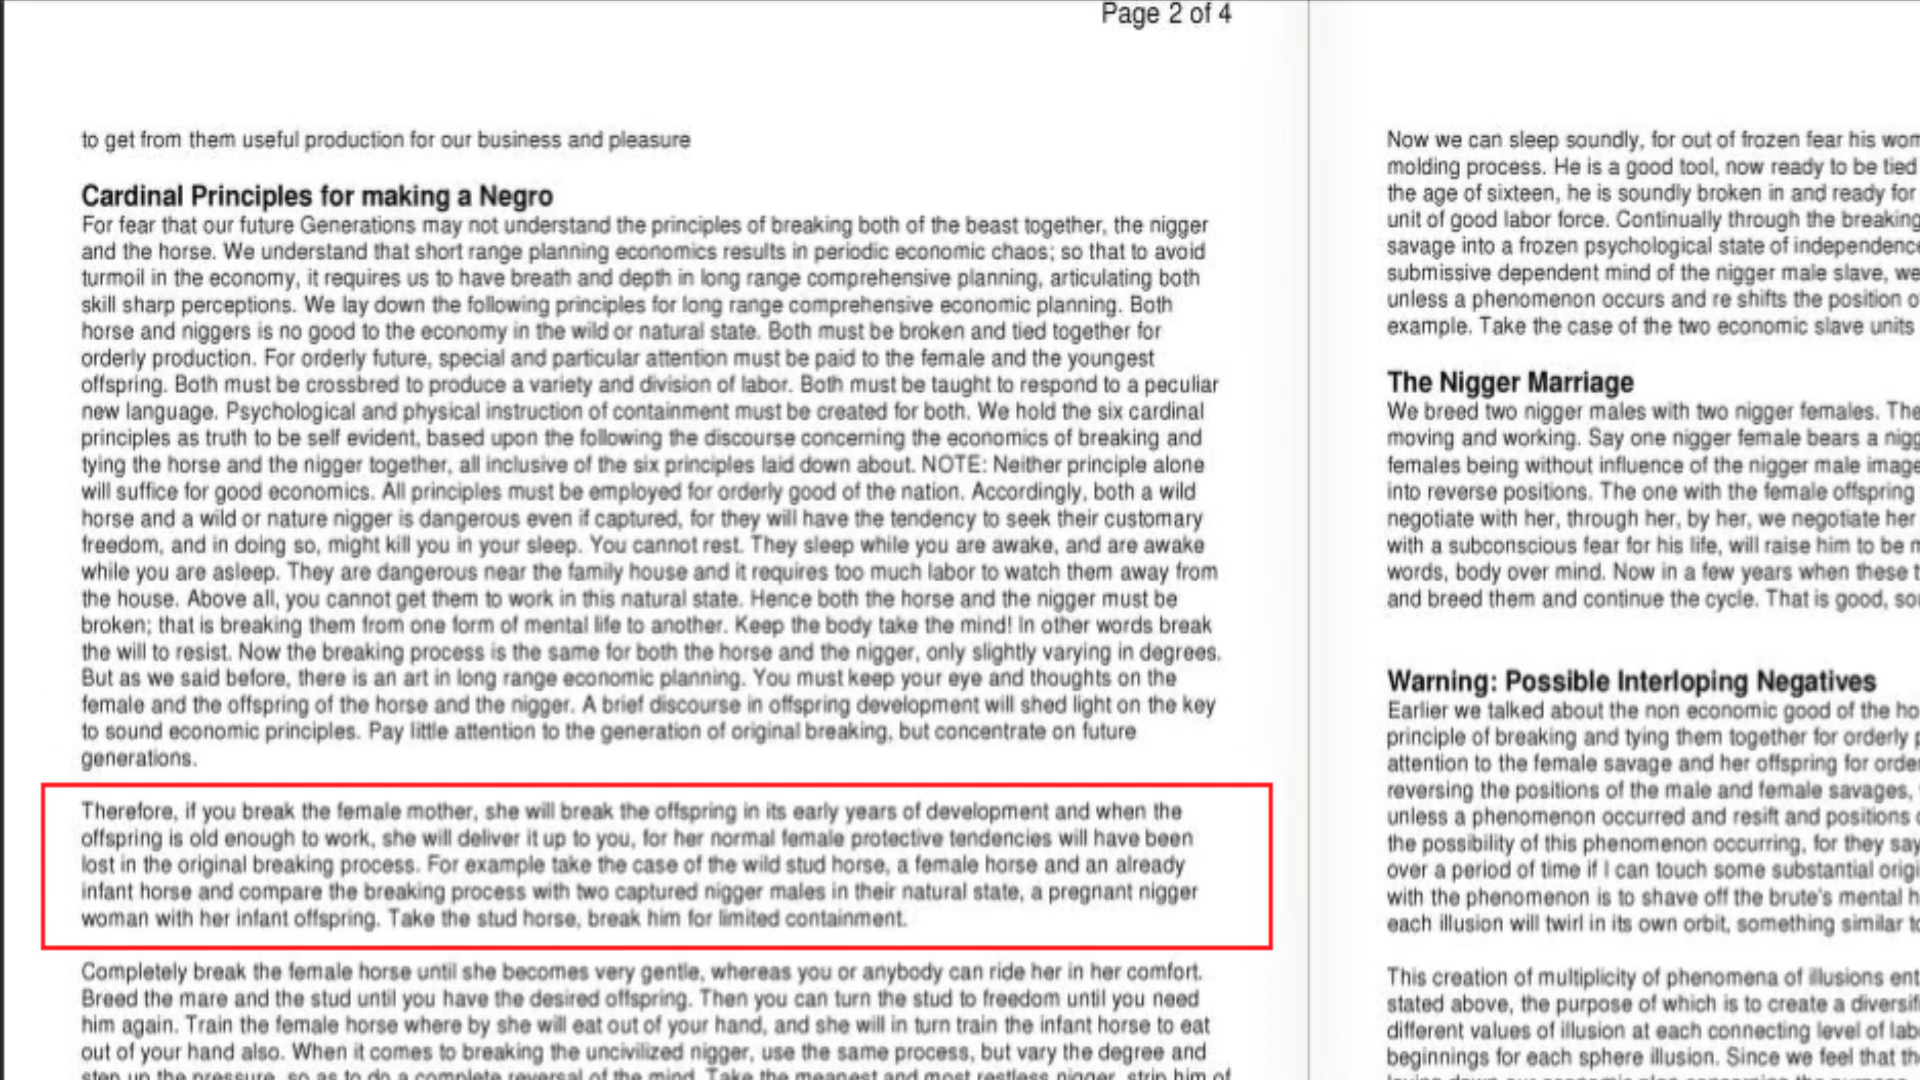 Page 2 of 4
to get from them useful production for our business and pleasure
Cardinal Principles for making a Negro
For fear that our future Generations may not understand the principles of breaking both of the beast together, the nigger
and the horse. We understand that short range planning economics results in periodic economic chaos; so that to avoid
turmoil in the economy, it requires us to have breath and depth in long range comprehensive planning, articulating both
skill sharp perceptions. We lay down the following principles for long range comprehensive economic planning. Both
horse and niggers is no good to the economy in the wild or natural state. Both must be broken and tied together for
orderly production. For orderly future, special and particular attention must be paid to the female and the youngest
offspring. Both must be crossbred to produce a variety and division of labor. Both must be taught to respond to a peculiar
new language. Psychological and physical instruction of containment must be created for both. We hold the six cardinal
principles as truth to be self evident, based upon the following the discourse concerning the economics of breaking and
tying the horse and the nigger together, all inclusive of the six principles laid down about. NOTE: Neither principle alone
will suffice for good economics. All principles must be employed for orderly good of the nation. Accordingly, both a wild
horse and a wild or nature nigger is dangerous even if captured, for they will have the tendency to seek their customary
freedom, and in doing so, might kill you in your sleep. You cannot rest. They sleep while you are awake, and are awake
while you are asleep. They are dangerous near the family house and it requires too much labor to watch them away from
the house. Above all, you cannot get them to work in this natural state. Hence both the horse and the nigger must be
broken; that is breaking them from one form of mental life to another. Keep the body take the mind! In other words break
the will to resist. Now the breaking process is the same for both the horse and the nigger, only slightly varying in degrees.
But as we said before, there is an art in long range economic planning. You must keep your eye and thoughts on the
female and the offspring of the horse and the nigger. A brief discourse in offspring development will shed light on the key
to sound economic principles. Pay little attention to the generation of original breaking, but concentrate on future
generations.
Therefore, if you break the female mother, she will break the offspring in its early years of development and when the
offspring is old enough to work, she will deliver it up to you, for her normal female protective tendencies will have been
lost in the original breaking process. For example take the case of the wild stud horse, a female horse and an already
infant horse and compare the breaking process with two captured nigger males in their natural state, a pregnant nigger
woman with her infant offspring. Take the stud horse, break him for limited containment.
Completely break the female horse until she becomes very gentle, whereas you or anybody can ride her in her comfort.
Breed the mare and the stud until you have the desired offspring. Then you can turn the stud to freedom until you need
him again. Train the female horse where by she will eat out of your hand, and she will in turn train the infant horse to eat
out of your hand also. When it comes to breaking the uncivilized nigger, use the same process, but vary the degree and
step up the pressure, so as to do a complete reversal of the mind. Take the meanest and most restless nigger, strip him of
Now we can sleep soundly, for out of frozen fear his
molding process. He is a good tool, now ready to be tied
the age of sixteen, he is soundly broken in and ready for
unit of good labor force. Continually through the breaking
savage into a frozen psychological state of
submissive dependent mind of the nigger male slave, we
unless a phenomenon occurs and re shifts the position
example. Take the case of the two economic slave units
The Nigger Marriage
We breed two nigger males with two nigger females.
moving and working. Say one nigger female bears a
females being without influence of the nigger male
into reverse positions. The one with the female offspring
negotiate with her, through her, by her, we negotiate her
with a subconscious fear for his life, will raise him to be
words, body over mind. Now in a few years when these
and breed them and continue the cycle. That is good,
Warning: Possible Interloping Negatives
Earlier we talked about the non economic good of the
principle of breaking and tying them together for orderly
attention to the female savage and her offspring for
reversing the positions of the male and female savages,
unless a phenomenon occurred and resift and positions
the possibility of this phenomenon occurring, for they say
over a period of time if I can touch some substantial
with the phenomenon is to shave off the brute's mental
each illusion will twirl in its own orbit, something similar
This creation of multiplicity of phenomena of illusions
stated above, the purpose of which is to create a
different values of illusion at each connecting level of
beginnings for each sphere illusion. Since we feel that